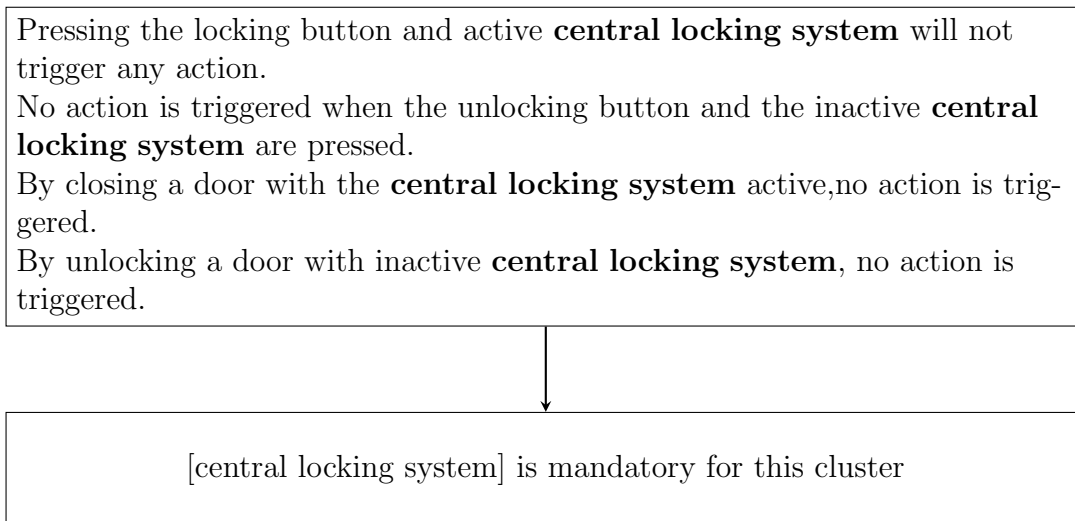 Pressing the locking button and active central locking system will not
trigger any action.
No action is triggered when the unlocking button and the inactive central
locking system are pressed.
By closing a door with the central locking system active,no action is trig-
gered.
By unlocking a door with inactive central locking system, no action is
triggered.
[central locking system] is mandatory for this cluster